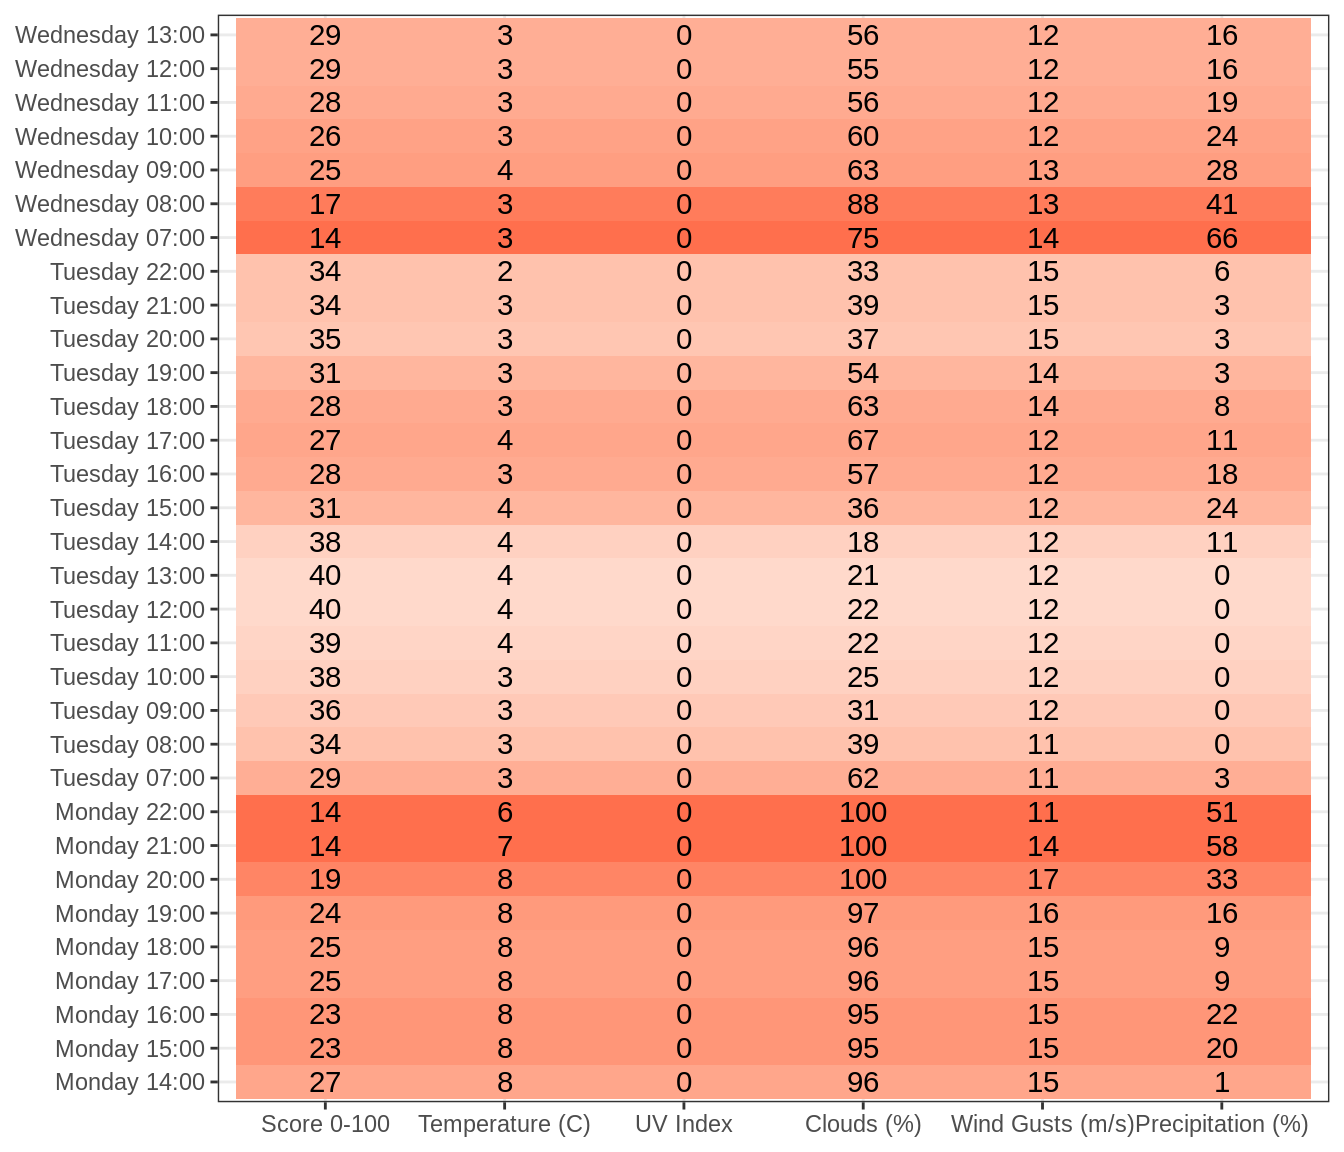 Wednesday 13:00 29 3 0 56 12 16
Wednesday 12:00 29 3 0 55 12 16
Wednesday 11:00 28 3 0 56 12 19
Wednesday 10:00 26 3 0 60 12 24
Wednesday 09:00 25 4 0 63 13 28
Wednesday 08:00 17 3 0 88 13 41
Wednesday 07:00 14 3 0 75 14 66
Tuesday 22:00 34 2 0 33 15 6
Tuesday 21:00 34 3 0 39 15 3
Tuesday 20:00 35 3 0 37 15 3
Tuesday 19:00 31 3 0 54 14 3
Tuesday 18:00 28 3 0 63 14 8
Tuesday 17:00 27 4 0 67 12 11
Tuesday 16:00 28 3 0 57 12 18
Tuesday 15:00 31 4 0 36 12 24
Tuesday 14:00 38 4 0 18 12 11
Tuesday 13:00 40 4 0 21 12 0
Tuesday 12:00 40 4 0 22 12 0
Tuesday 11:00 39 4 0 22 12 0
Tuesday 10:00 38 3 0 25 12 0
Tuesday 09:00 36 3 0 31 12 0
Tuesday 08:00 34 3 0 39 11 0
Tuesday 07:00 29 3 0 62 11 3
Monday 22:00 14 6 0 100 11 51
Monday 21:00 14 7 0 100 14 58
Monday 20:00 19 8 0 100 17 33
Monday 19:00 24 8 0 97 16 16
Monday 18:00 25 8 0 96 15 9
Monday 17:00 25 8 0 96 15 9
Monday 16:00 23 8 0 95 15 22
Monday 15:00 23 8 0 95 15 20
Monday 14:00 27 8 0 96 15 1
Score 0-100 Temperature (C) UV Index Clouds (%) Wind Gusts (m/s) Precipitation (%)